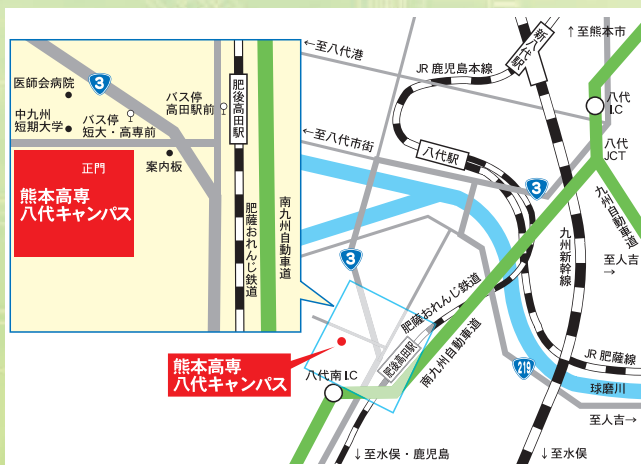 3
医師会病院
中九州
短期大学
バス停
短大・高専前
バス停
高田駅前
肥後高田駅
案内板
正門
熊本高専
八代キャンパス
肥薩おれんじ鉄道
南九州自動車道
←至八代港
JR鹿児島本線
新八代駅
↑至熊本市
八代
I.C
八代
JCT
←至八代市街
八代駅
3
九州新幹線
九州自動車道
至人吉
→
3
肥薩おれんじ鉄道
肥後高田駅
南九州自動車道
熊本高専
八代キャンパス
八代南I.C
219
JR肥薩線
球磨川
至人吉→
↓至水俣・鹿児島
↓至水俣